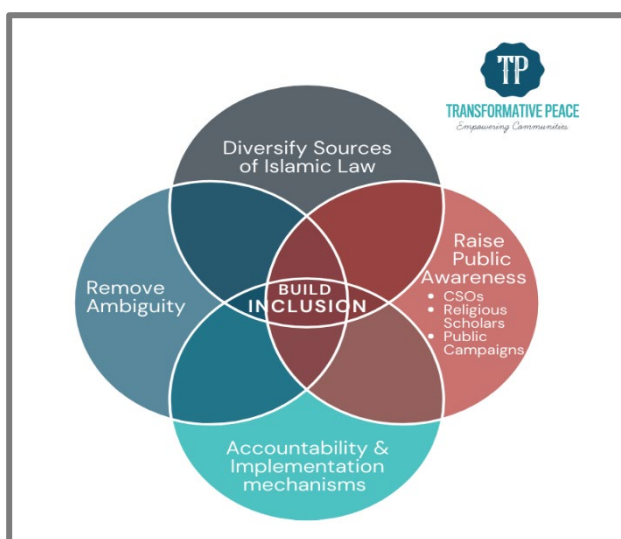 TP
TRANSFORMATIVE PEACE
Empowering Communities
Diversify Sources
of Islamic Law
Remove
Ambiguity
BUILD
INCLUSION
Raise
Public
Awareness
• CSOs
• Religious
Scholars
• Public
Campaigns
Accountability &
Implementation
mechanisms